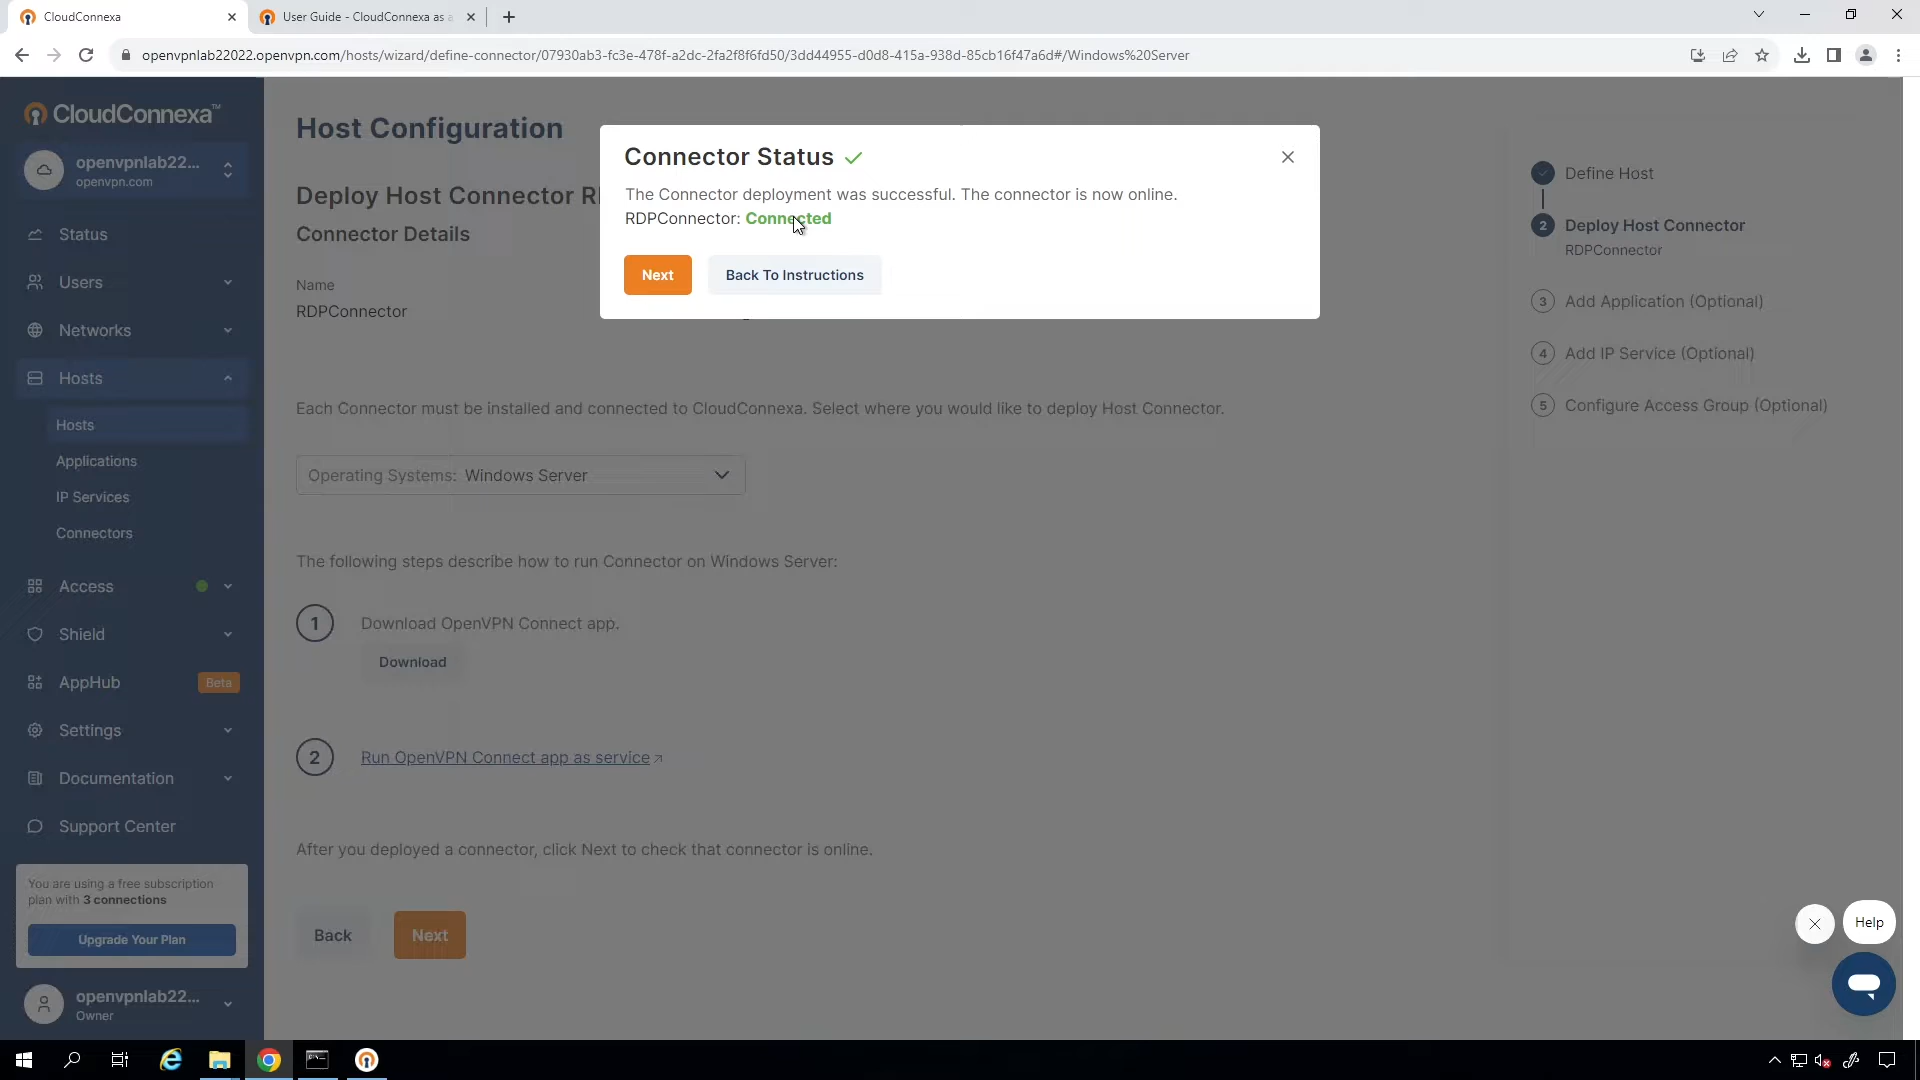 CloudConnexa
User Guide - CloudConnexa as a
openvpnlab22022.openvpn.com/hosts/wizard/define-connector/07930ab3-fc3e-478f-a2dc-2fa2f8f6fd50/3dd44955-d0d8-415a-938d-85cb16f47a6d#/Windows%20Server
CloudConnexa™
openvpnlab22...
openvpn.com
Status
Users
Networks
Hosts
Hosts
Applications
IP Services
Connectors
Access
Shield
AppHub Beta
Settings
Documentation
Support Center
You are using a free subscription
plan with 3 connections
Upgrade Your Plan
openvpnlab22...
Owner
Host Configuration
Deploy Host Connector R
Connector Details
Name
RDPConnector
Each Connector must be installed and connected to CloudConnexa. Select where you would like to deploy Host Connector.
Operating Systems: Windows Server
The following steps describe how to run Connector on Windows Server:
1 Download OpenVPN Connect app.
Download
2 Run OpenVPN Connect app as service
After you deployed a connector, click Next to check that connector is online.
Back Next
Connector Status
The Connector deployment was successful. The connector is now online.
RDPConnector: Connected
Next Back To Instructions
Define Host
2 Deploy Host Connector
RDPConnector
3 Add Application (Optional)
4 Add IP Service (Optional)
5 Configure Access Group (Optional)
Help